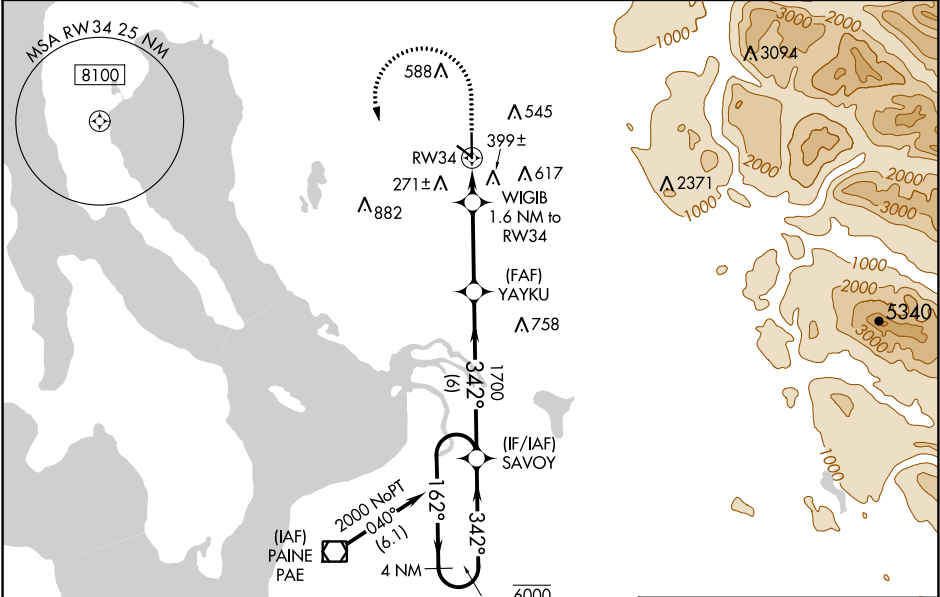 MSA RW34 25 NM
8100
588
545
399±
RW34
271±
617
882
WIGIB
1.6 NM to
RW34
(FAF)
YAYKU
758
1700
342°
(6)
(IF/IAF)
SAVOY
162°
342°
2000 NoPT
040°
(6.1)
(IAF)
PAINE
PAE
4 NM
6000
1000
3000
2000
3094
2000
2371
1000
2000
3000
1000
2000
5340
3000
1000